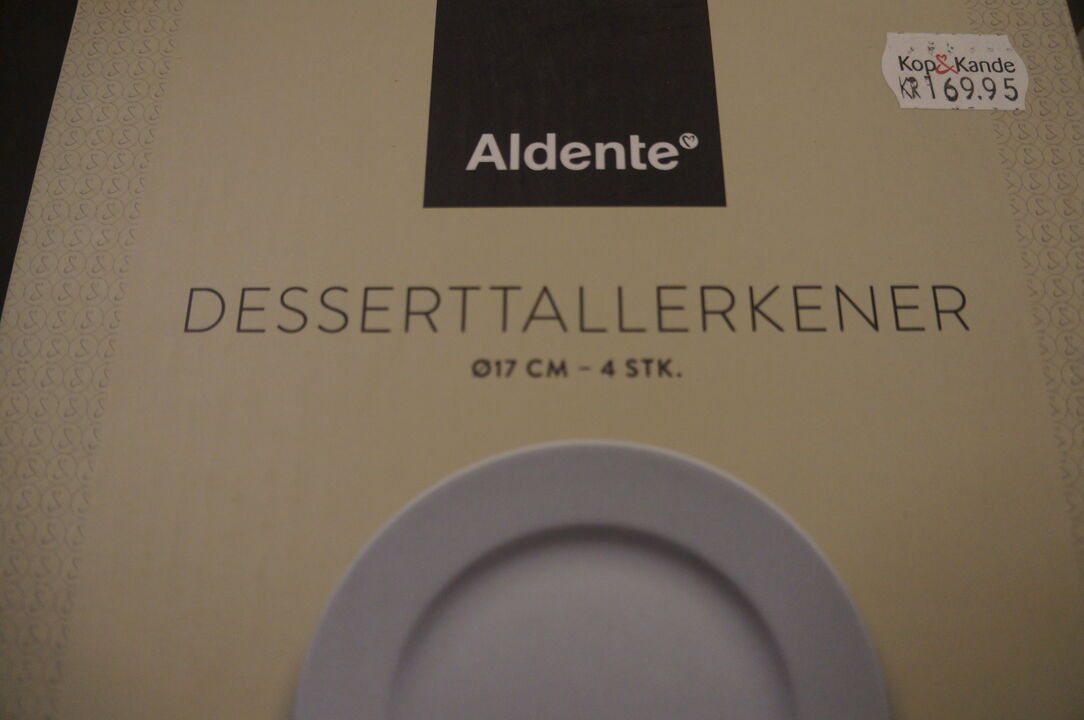 Kop&Kande
KR 169.95
Aldente
DESSERTTALLERKENER
Ø17 CM – 4 STK.